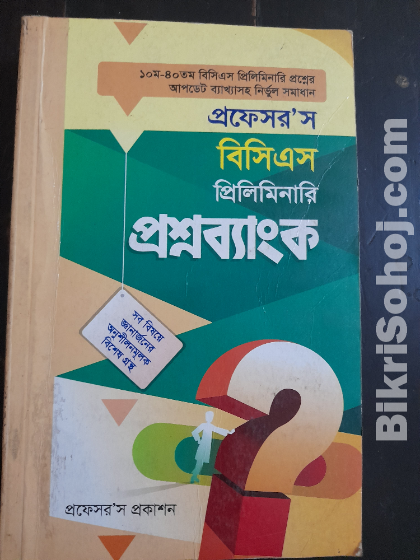 ১০ম-৪০তম বিসিএস প্রিলিমিনারি প্রশ্নের
আপডেট ব্যাখ্যাসহ নির্ভুল সমাধান
প্রফেসর'স
বিসিএস
প্রিলিমিনারি
প্রশ্নব্যাংক
সব বিষয়ে
জ্ঞানার্জনের
অনুশীলনমূলক
বিশেষ গ্রন্থ
প্রফেসর'স প্রকাশন
BikriSohoj.com